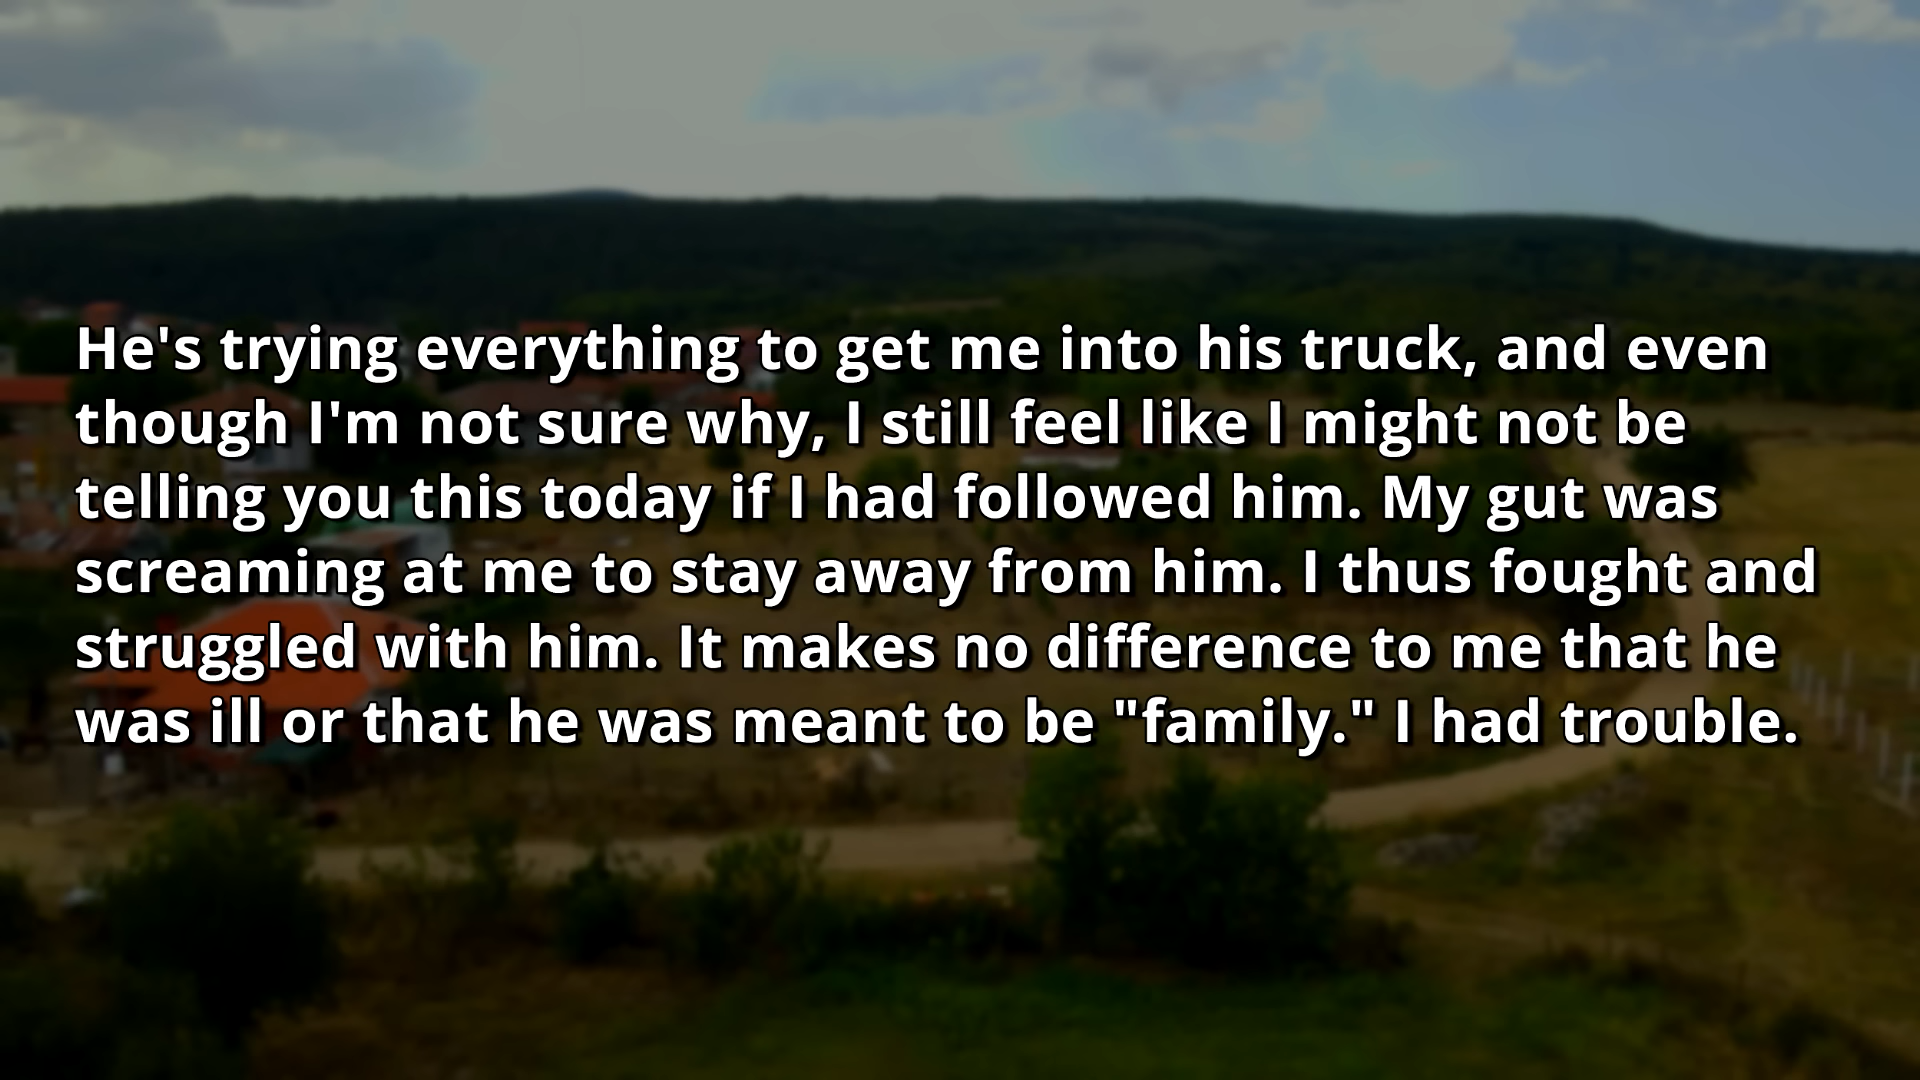 He's trying everything to get me into his truck, and even
though I'm not sure why, I still feel like I might not be
telling you this today if I had followed him. My gut was
screaming at me to stay away from him. I thus fought and
struggled with him. It makes no difference to me that he
was ill or that he was meant to be "family." I had trouble.